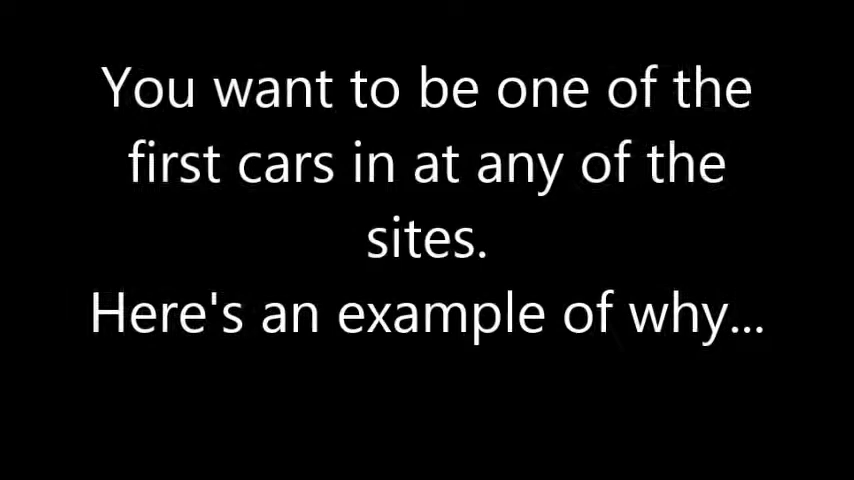 You want to be one of the
first cars in at any of the
sites.
Here's an example of why...